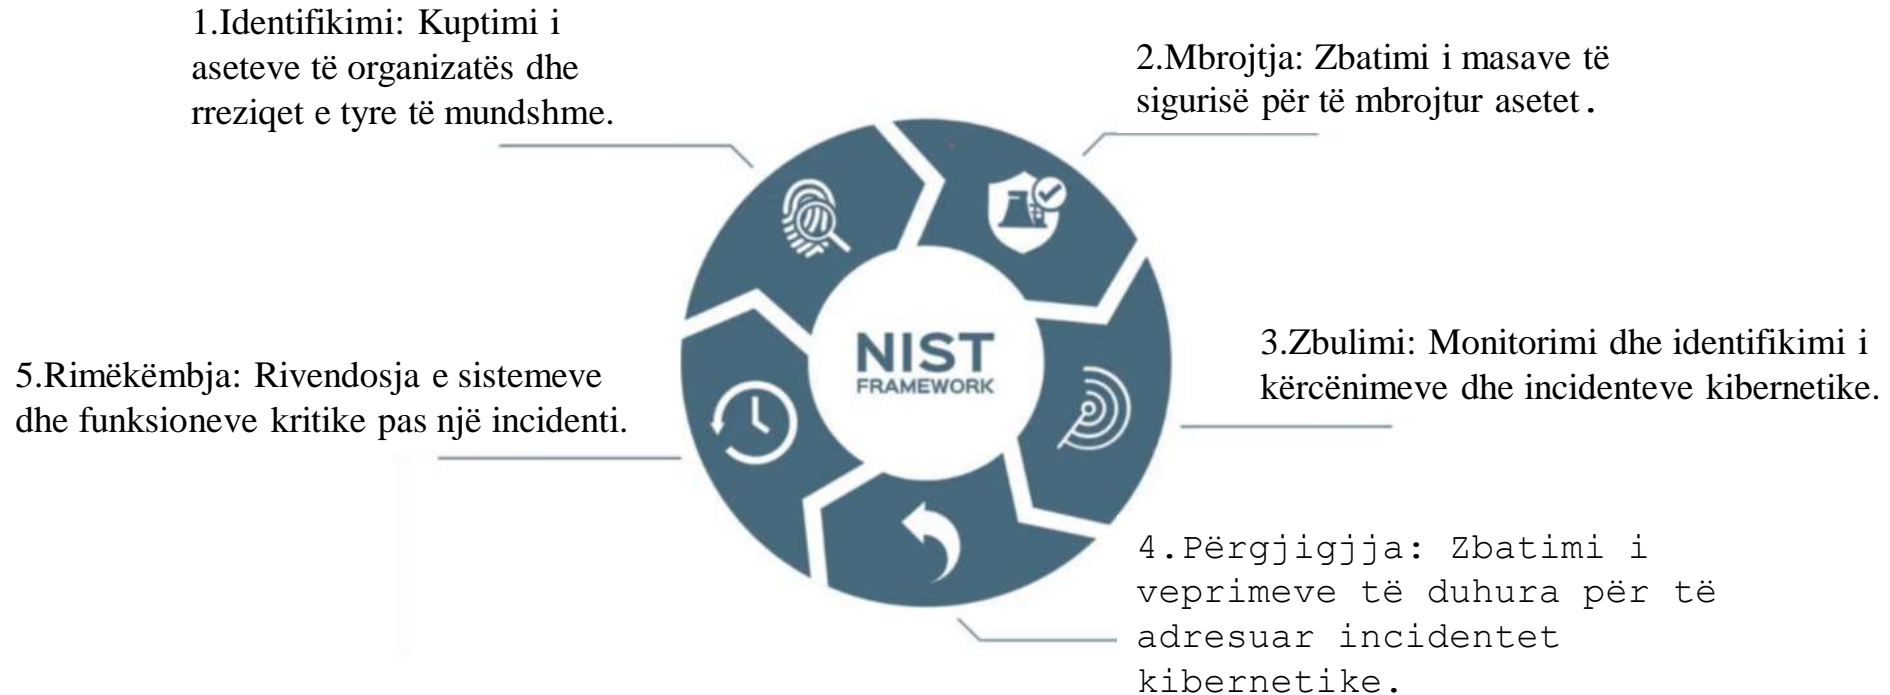 1.Identifikimi: Kuptimi i
aseteve të organizatës dhe
rreziqet e tyre të mundshme.
2.Mbrojtja: Zbatimi i masave të
sigurisë për të mbrojtur asetet.
NIST
FRAMEWORK
3.Zbulimi: Monitorimi dhe identifikimi i
kërcënimeve dhe incidenteve kibernetike.
4.Përgjigjja: Zbatimi i
veprimeve të duhura për të
adresuar incidentet
kibernetike.
5.Rimëkëmbja: Rivendosja e sistemeve
dhe funksioneve kritike pas një incidenti.